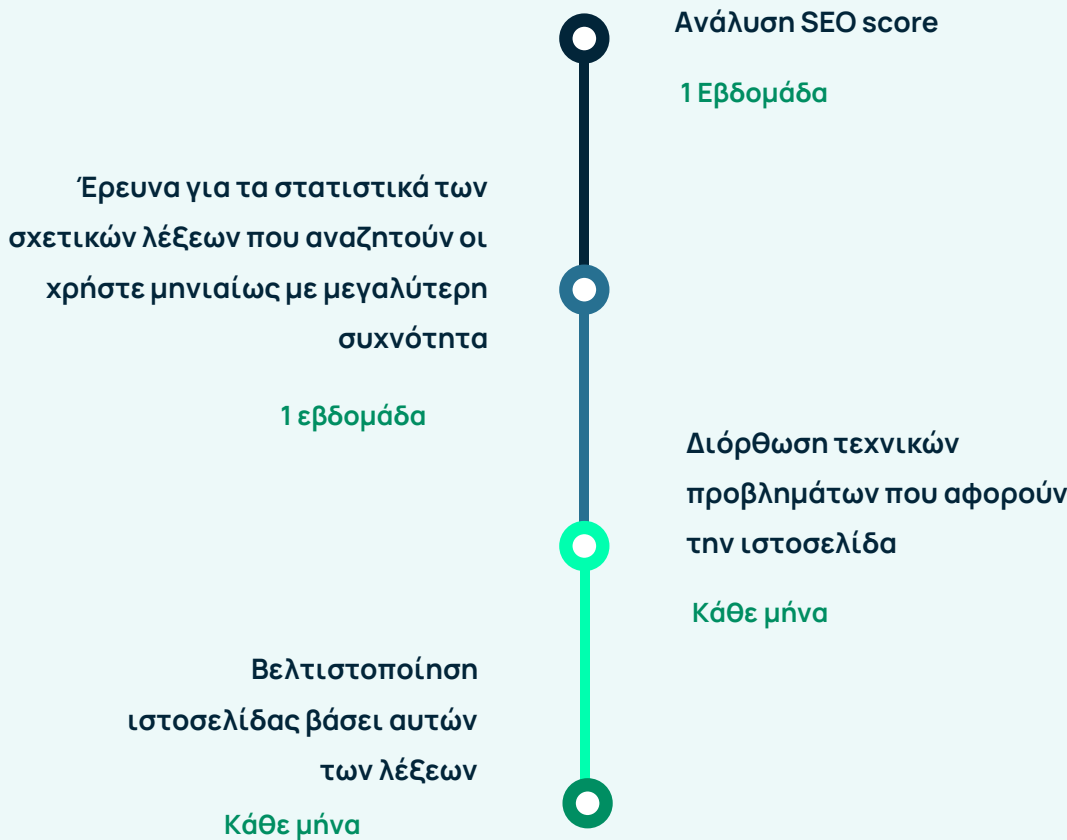 Ανάλυση SEO score
1 Εβδομάδα
Έρευνα για τα στατιστικά των
σχετικών λέξεων που αναζητούν οι
χρήστε μηνιαίως με μεγαλύτερη
συχνότητα
1 εβδομάδα
Διόρθωση τεχνικών
προβλημάτων που αφορούν
την ιστοσελίδα
Κάθε μήνα
Βελτιστοποίηση
ιστοσελίδας βάσει αυτών
των λέξεων
Κάθε μήνα